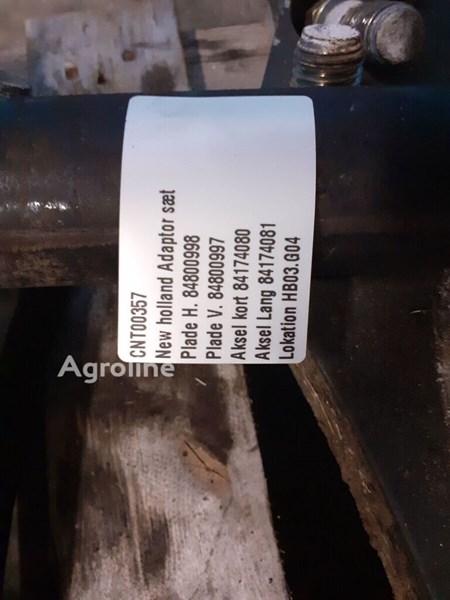 CNT00357
New holland Adaptor sæt
Plade H. 84800998
Plade V. 84800997
Aksel kort 84174080
Aksel Lang 84174081
Lokation HB03.G04
Agroline